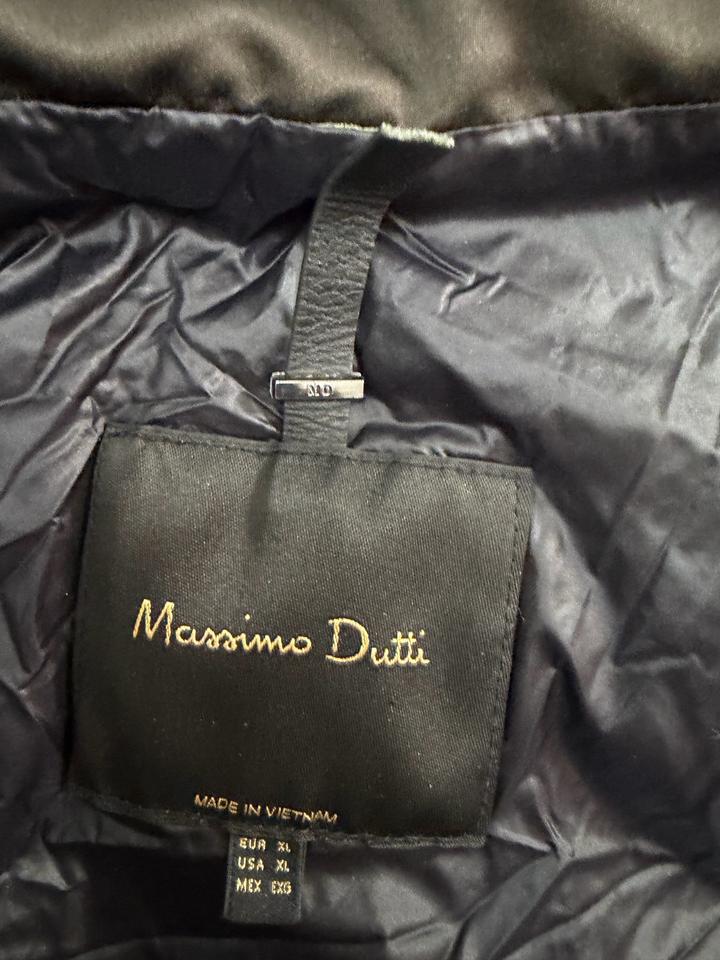 MD
Massimo Dutti
MADE IN VIETNAM
EUR XL
USA XL
MEX EXG